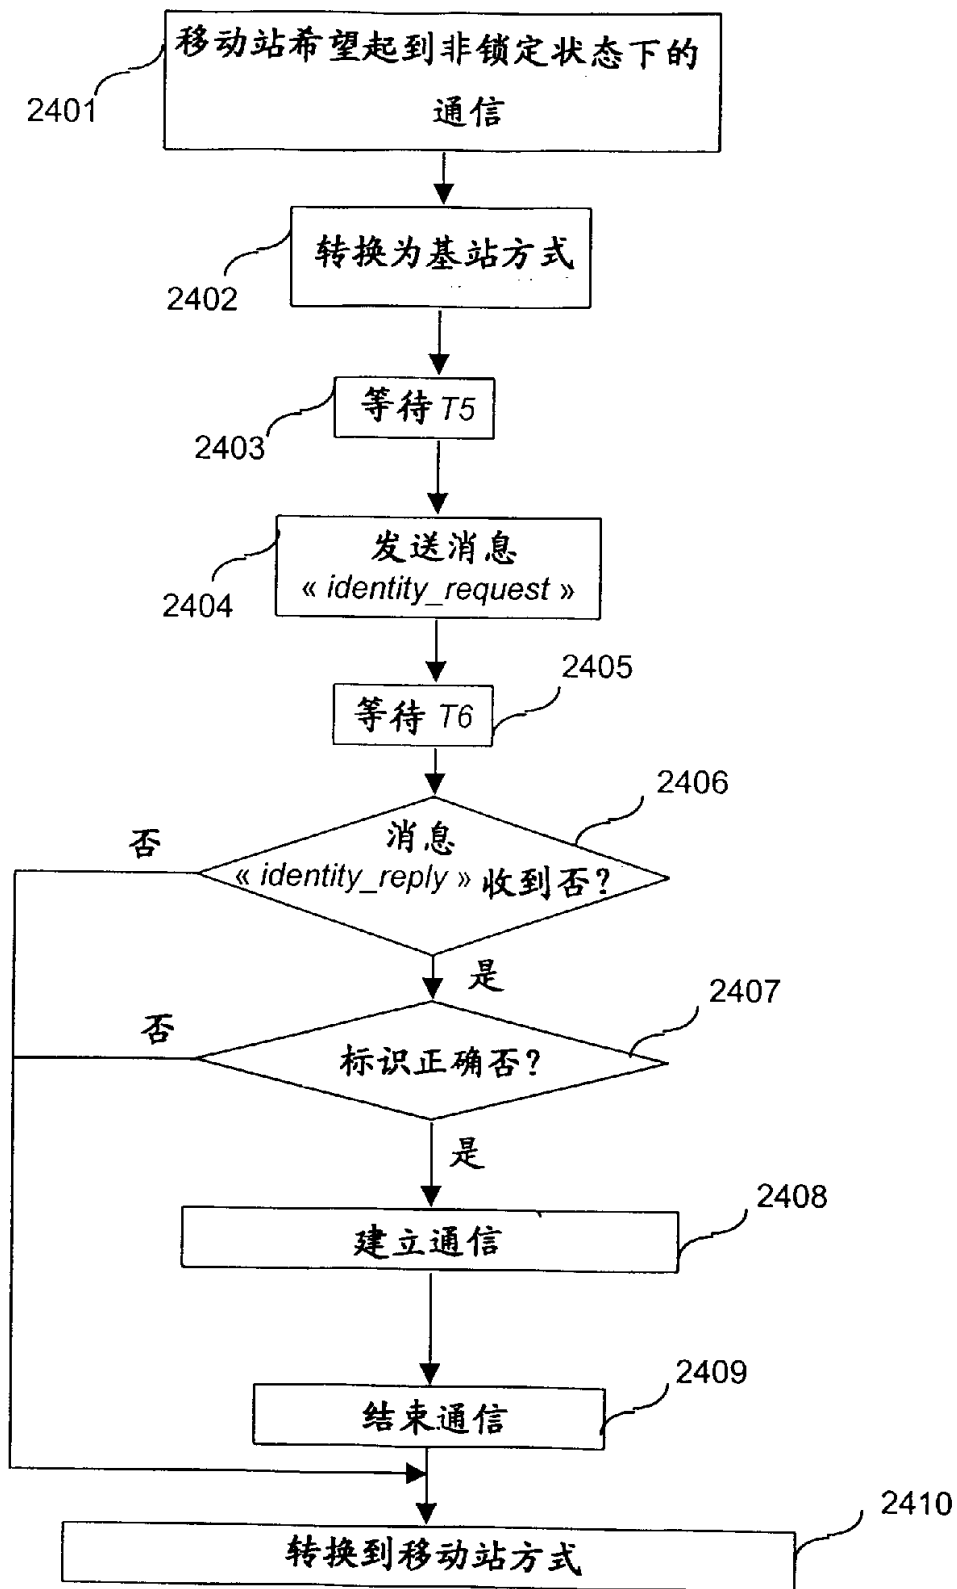 移动站希望起到非锁定状态下的
通信
2401
转换为基站方式
2402
等待 T5
2403
发送消息
« identity_request »
2404
2405
等待 T6
2406
否
消息
« identity_reply » 收到否?
是
2407
否
标识正确否?
是
2408
建立通信
2409
结束通信
2410
转换到移动站方式